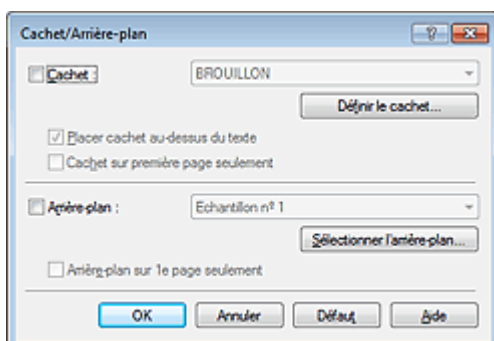 Cachet/Arrière-plan
Cachet : BROUILLON
Définir le cachet...
Placer cachet au-dessus du texte
Cachet sur première page seulement
Arrière-plan : Echantillon nº 1
Sélectionner l'arrière-plan...
Arrière-plan sur 1e page seulement
OK Annuler Défaut Aide